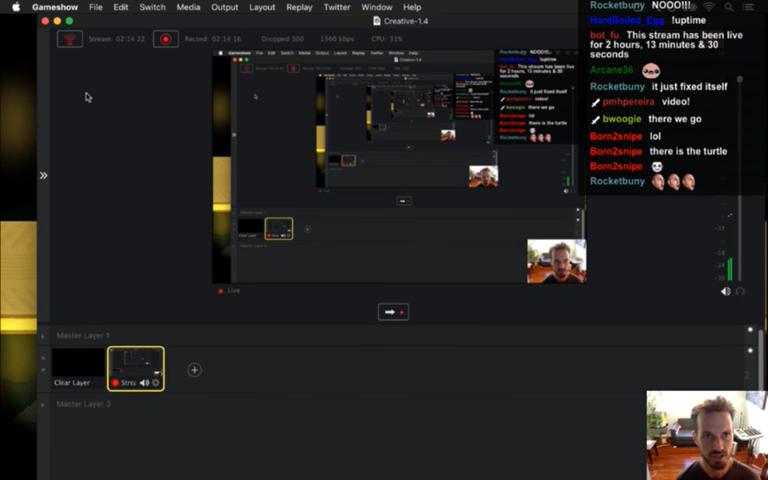 Gameshow File Edit Switch Media Output Layout Replay Twitter Window Help
Creative-1.4
Stream: 02:14:22 Record: 02:14:16 Dropped 300 1360 kbps CPU: 31%
Rocketbuny NOOO!!!
HardBoiled_Egg !uptime
bot_fu This stream has been live
for 2 hours, 13 minutes & 30
seconds
Arcane36
Rocketbuny it just fixed itself
pmhpereira video!
bwoogie there we go
Born2snipe lol
Born2snipe there is the turtle
Born2snipe
Rocketbuny
Live
Master Layer 1
Clear Layer Strea
Master Layer 3